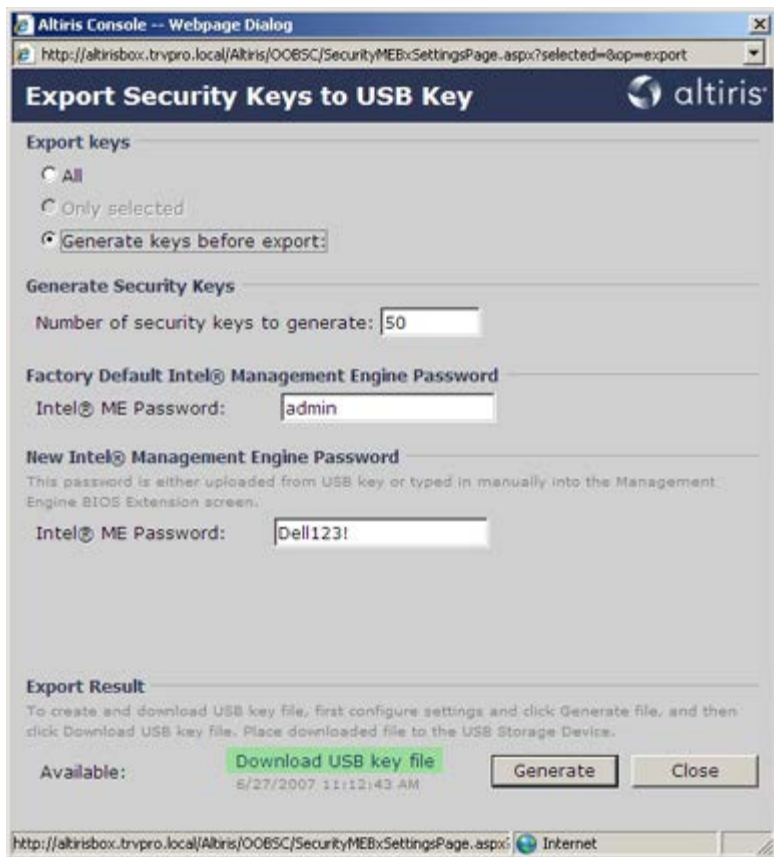 Altiris Console -- Webpage Dialog
http://altirisbox.trvpro.local/Altiris/OOBSC/SecurityMEBxSettingsPage.aspx?selected=&op=export
Export Security Keys to USB Key
altiris
Export keys
All
Only selected
Generate keys before export:
Generate Security Keys
Number of security keys to generate: 50
Factory Default Intel® Management Engine Password
Intel® ME Password: admin
New Intel® Management Engine Password
This password is either uploaded from USB key or typed in manually into the Management
Engine BIOS Extension screen.
Intel® ME Password: Dell123!
Export Result
To create and download USB key file, first configure settings and click Generate file, and then
click Download USB key file. Place downloaded file to the USB Storage Device.
Available: Download USB key file Generate Close
6/27/2007 11:12:43 AM
http://altirisbox.trvpro.local/Altiris/OOBSC/SecurityMEBxSettingsPage.aspx? Internet